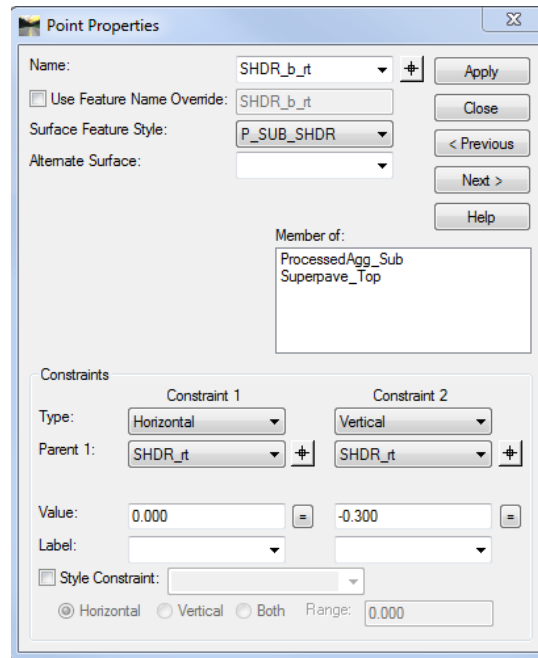 Point Properties
Name: SHDR_b_rt Apply
Use Feature Name Override: SHDR_b_rt Close
Surface Feature Style: P_SUB_SHDR < Previous
Alternate Surface:
Next >
Help
Member of:
ProcessedAgg_Sub
Superpave_Top
Constraints
Constraint 1 Constraint 2
Type: Horizontal Vertical
Parent 1: SHDR_rt SHDR_rt
Value: 0.000 = -0.300 =
Label:
Style Constraint:
Horizontal Vertical Both Range: 0.000